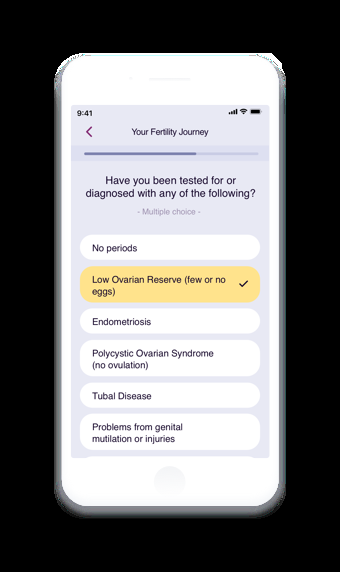 9:41
Your Fertility Journey
Have you been tested for or
diagnosed with any of the following?
- Multiple choice -
No periods
Low Ovarian Reserve (few or no
eggs)
Endometriosis
Polycystic Ovarian Syndrome
(no ovulation)
Tubal Disease
Problems from genital
mutilation or injuries